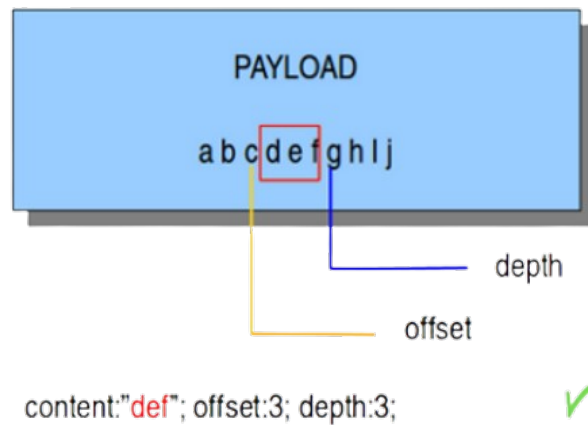 PAYLOAD
a b c d e f g h I j
depth
offset
content:”def”; offset:3; depth:3;